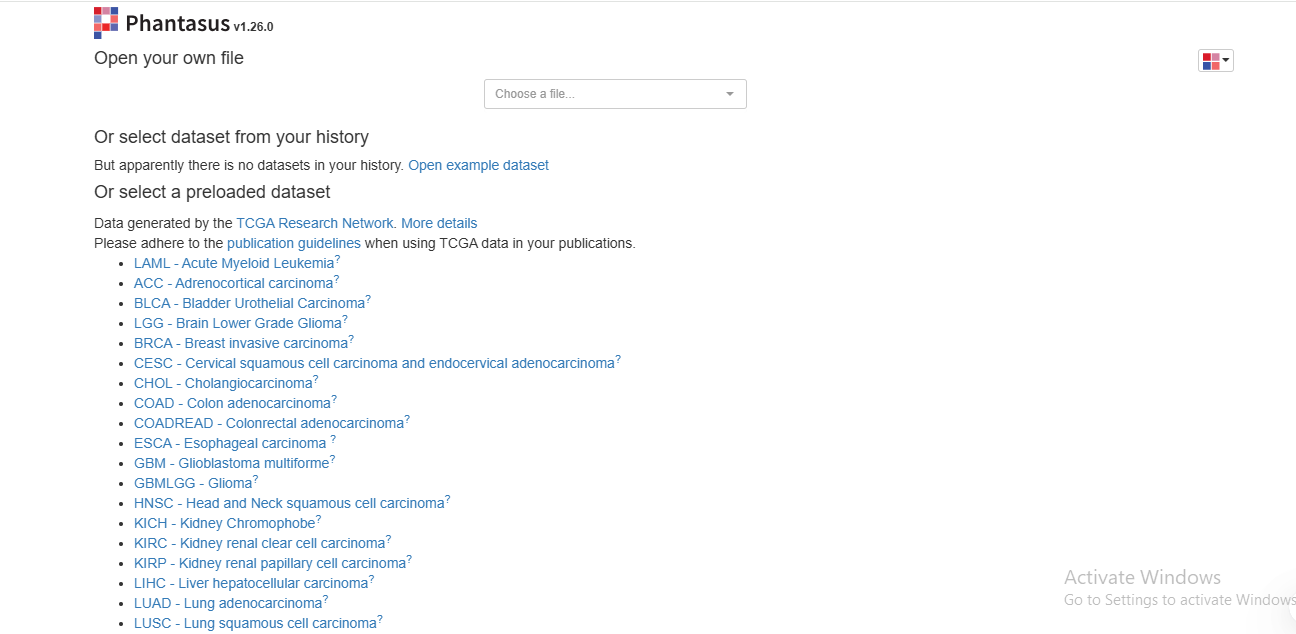 Phantasus v1.26.0
Open your own file
Choose a file...
Or select dataset from your history
But apparently there is no datasets in your history. Open example dataset
Or select a preloaded dataset
Data generated by the TCGA Research Network. More details
Please adhere to the publication guidelines when using TCGA data in your publications.
• LAML - Acute Myeloid Leukemia?
• ACC - Adrenocortical carcinoma?
• BLCA - Bladder Urothelial Carcinoma?
• LGG - Brain Lower Grade Glioma?
• BRCA - Breast invasive carcinoma?
• CESC - Cervical squamous cell carcinoma and endocervical adenocarcinoma?
• CHOL - Cholangiocarcinoma?
• COAD - Colon adenocarcinoma?
• COADREAD - Colonrectal adenocarcinoma?
• ESCA - Esophageal carcinoma ?
• GBM - Glioblastoma multiforme?
• GBMLGG - Glioma?
• HNSC - Head and Neck squamous cell carcinoma?
• KICH - Kidney Chromophobe?
• KIRC - Kidney renal clear cell carcinoma?
• KIRP - Kidney renal papillary cell carcinoma?
• LIHC - Liver hepatocellular carcinoma?
• LUAD - Lung adenocarcinoma?
• LUSC - Lung squamous cell carcinoma?
Activate Windows
Go to Settings to activate Windows